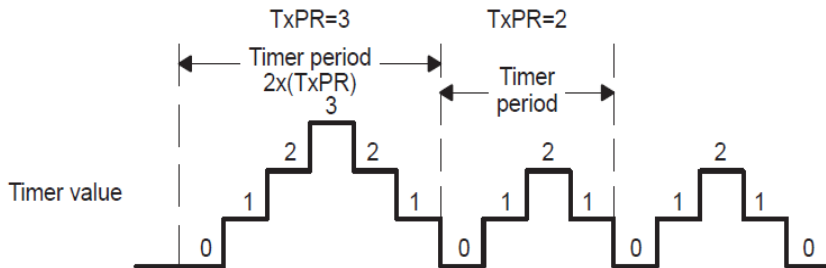 TxPR=3 TxPR=2
Timer period
2x(TxPR)
Timer
period
3
2 2 2 2
Timer value
1 1 1 1 1 1
0 0 0 0